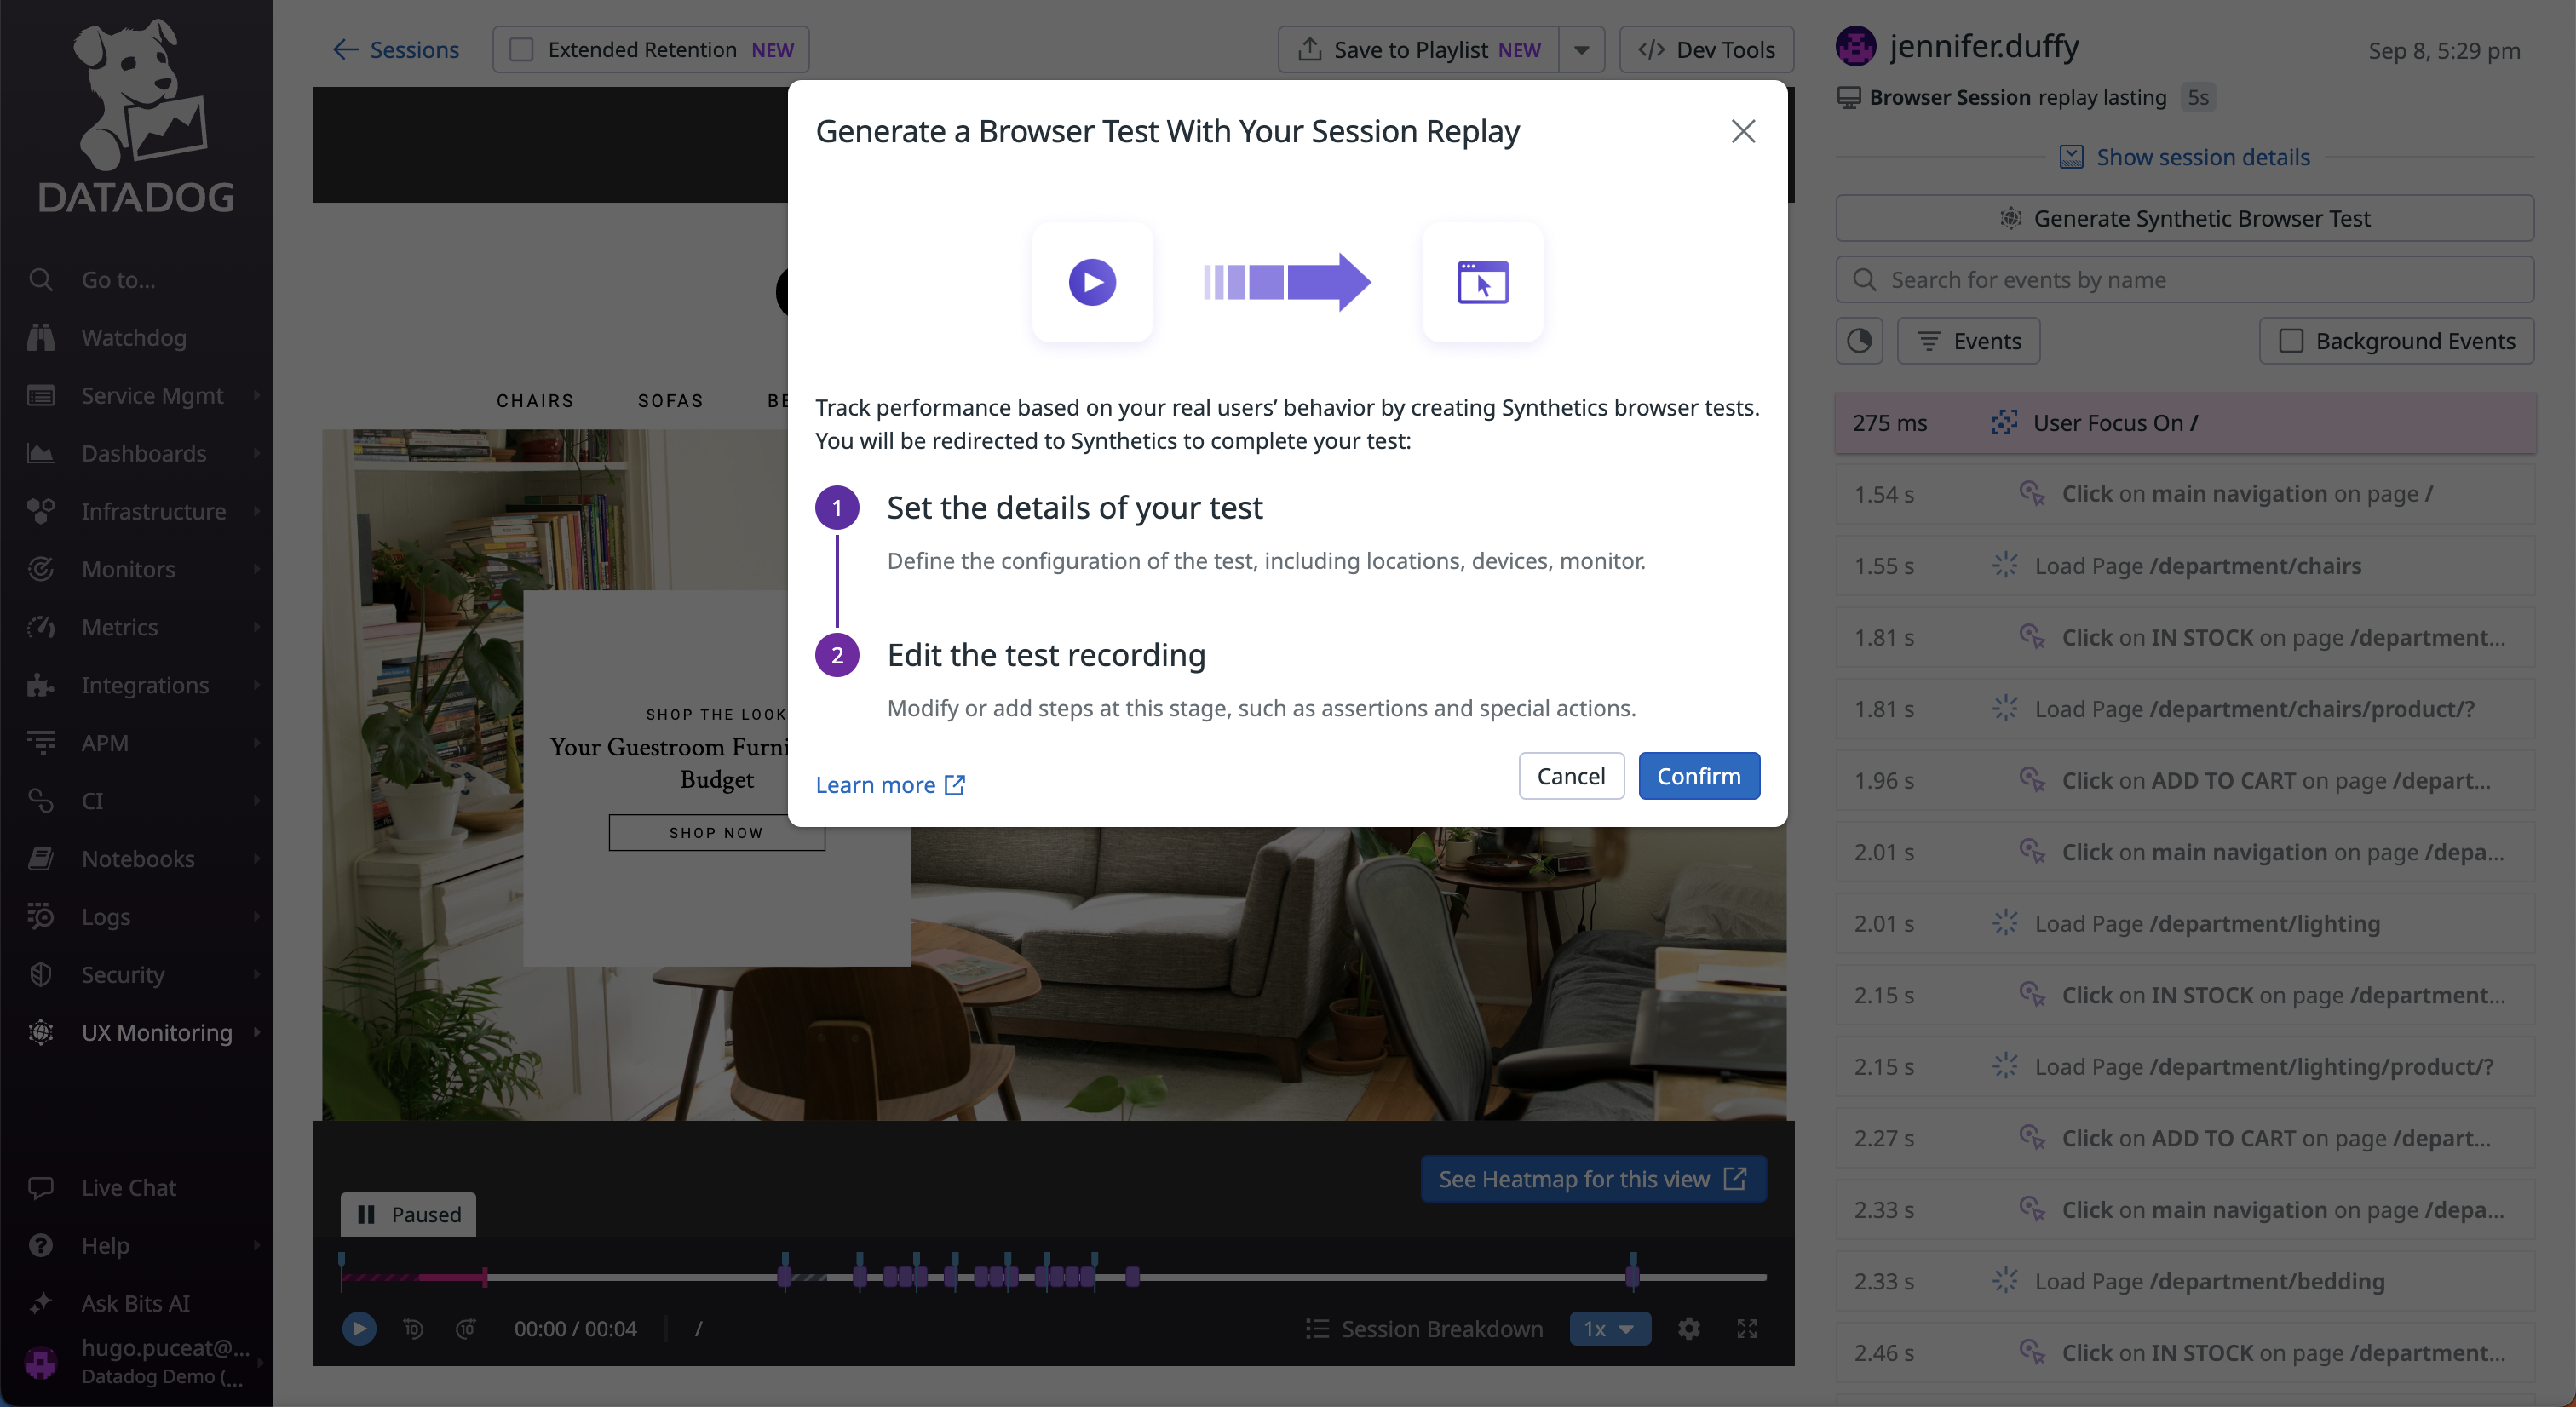 DATADOG
Go to...
Watchdog
Service Mgmt
Dashboards
Infrastructure
Monitors
Metrics
Integrations
APM
CI
Notebooks
Logs
Security
UX Monitoring
Live Chat
Help
Ask Bits AI
hugo.puceat@...
Datadog Demo (...
Sessions
Extended Retention NEW
Save to Playlist NEW
Dev Tools
CHAIRS SOFAS BE
SHOP THE LOOK
Your Guestroom Furni
Budget
SHOP NOW
Generate a Browser Test With Your Session Replay
Track performance based on your real users’ behavior by creating Synthetics browser tests.
You will be redirected to Synthetics to complete your test:
1 Set the details of your test
Define the configuration of the test, including locations, devices, monitor.
2 Edit the test recording
Modify or add steps at this stage, such as assertions and special actions.
Learn more
Cancel
Confirm
See Heatmap for this view
Paused
10 10 00:00 / 00:04 /
Session Breakdown
1x
jennifer.duffy
Sep 8, 5:29 pm
Browser Session replay lasting 5s
Show session details
Generate Synthetic Browser Test
Search for events by name
Events
Background Events
275 ms User Focus On /
1.54 s Click on main navigation on page /
1.55 s Load Page /department/chairs
1.81 s Click on IN STOCK on page /department...
1.81 s Load Page /department/chairs/product/?
1.96 s Click on ADD TO CART on page /depart...
2.01 s Click on main navigation on page /depa...
2.01 s Load Page /department/lighting
2.15 s Click on IN STOCK on page /department...
2.15 s Load Page /department/lighting/product/?
2.27 s Click on ADD TO CART on page /depart...
2.33 s Click on main navigation on page /depa...
2.33 s Load Page /department/bedding
2.46 s Click on IN STOCK on page /department...